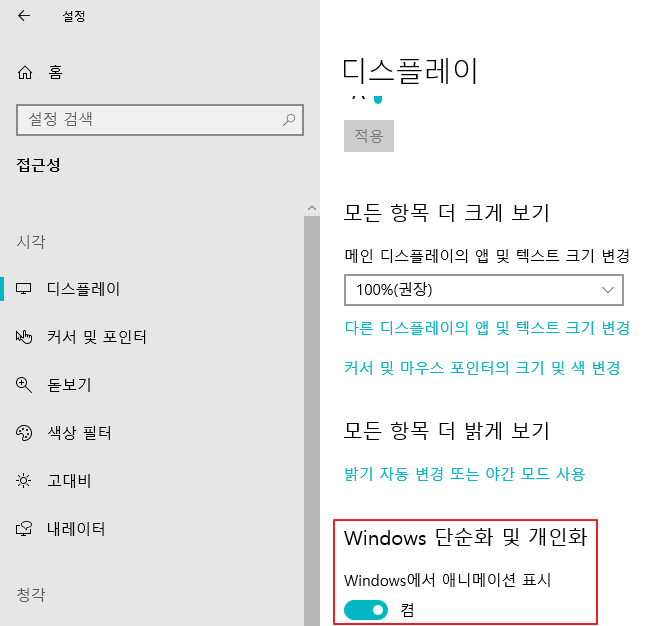 설정
홈
설정 검색
접근성
시각
디스플레이
커서 및 포인터
돋보기
색상 필터
고대비
내레이터
청각
디스플레이
적용
모든 항목 더 크게 보기
메인 디스플레이의 앱 및 텍스트 크기 변경
100%(권장)
다른 디스플레이의 앱 및 텍스트 크기 변경
커서 및 마우스 포인터의 크기 및 색 변경
모든 항목 더 밝게 보기
밝기 자동 변경 또는 야간 모드 사용
Windows 단순화 및 개인화
Windows에서 애니메이션 표시
켬